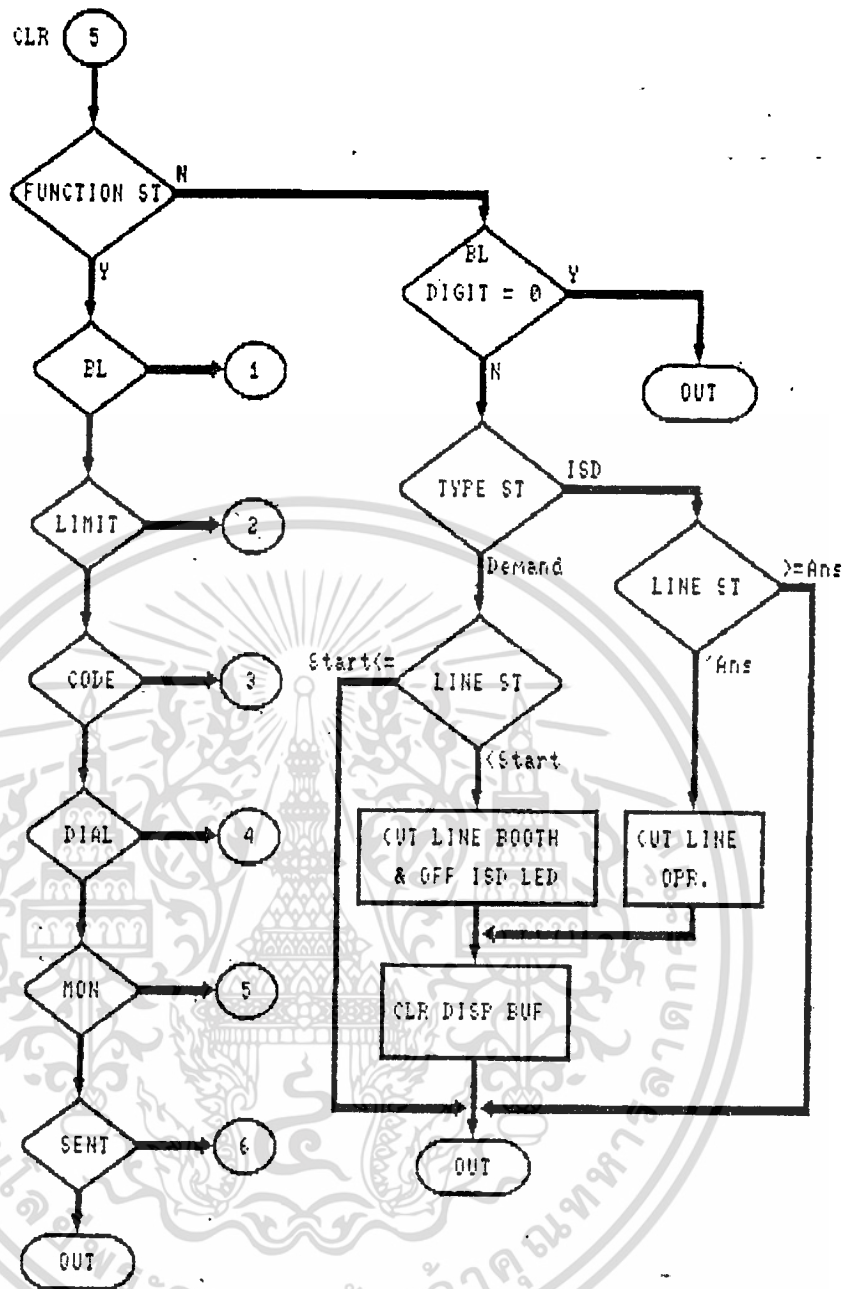 CLR 5
FUNCTION ST
N
Y
BL
DIGIT = 0
Y
N
OUT
BL
1
TYPE ST
ISD
Demand
LIMIT
2
LINE ST
>=Ans
'Ans
CODE
3
Start<=
LINE ST
<Start
DIAL
4
CUT LINE BOOTH
& OFF ISD LED
CUT LINE
OPR.
MON
5
CLR DISP BUF
SENT
6
OUT
OUT